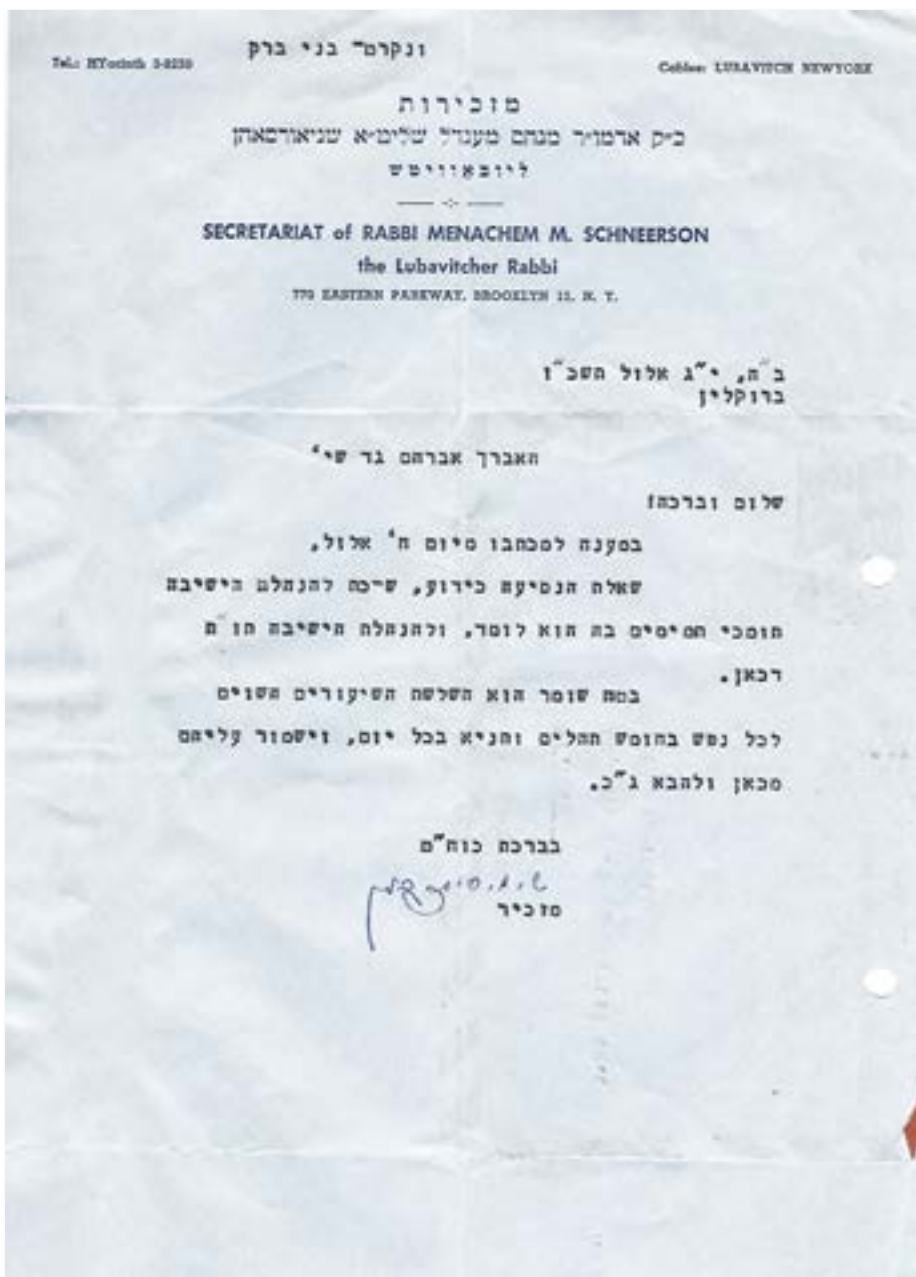 ונקרט- בני ברק
Tel.: HYacinth 3-9250 Cables: LUBAVITCH NEWYORK
מזכירות
כ״ק אדמו״ר מנחם מענדל שליט״א שניאורסאהן
ליובאוויטש
SECRETARIAT of RABBI MENACHEM M. SCHNEERSON
the Lubavitcher Rabbi
770 EASTERN PARKWAY, BROOKLYN 13, N. Y.
ב״ה, י״ג אלול תשכ״ו
ברוקלין
האברך אברהם גד שי'
שלום וברכה!
במענה למכתבו מיום ח' אלול,
שאלת הנסיעה כידוע, שיכת להנהלת הישיבה
תומכי תמימים בה הוא לומד, ולהנהלת הישיבה תו״ת
דכאן.
בטח שומר הוא השלשה השיעורים השוים
לכל נפש בחומש תהלים ותניא בכל יום, וישמור עליהם
מכאן ולהבא ג״כ.
בברכת כוח״ט
מזכיר